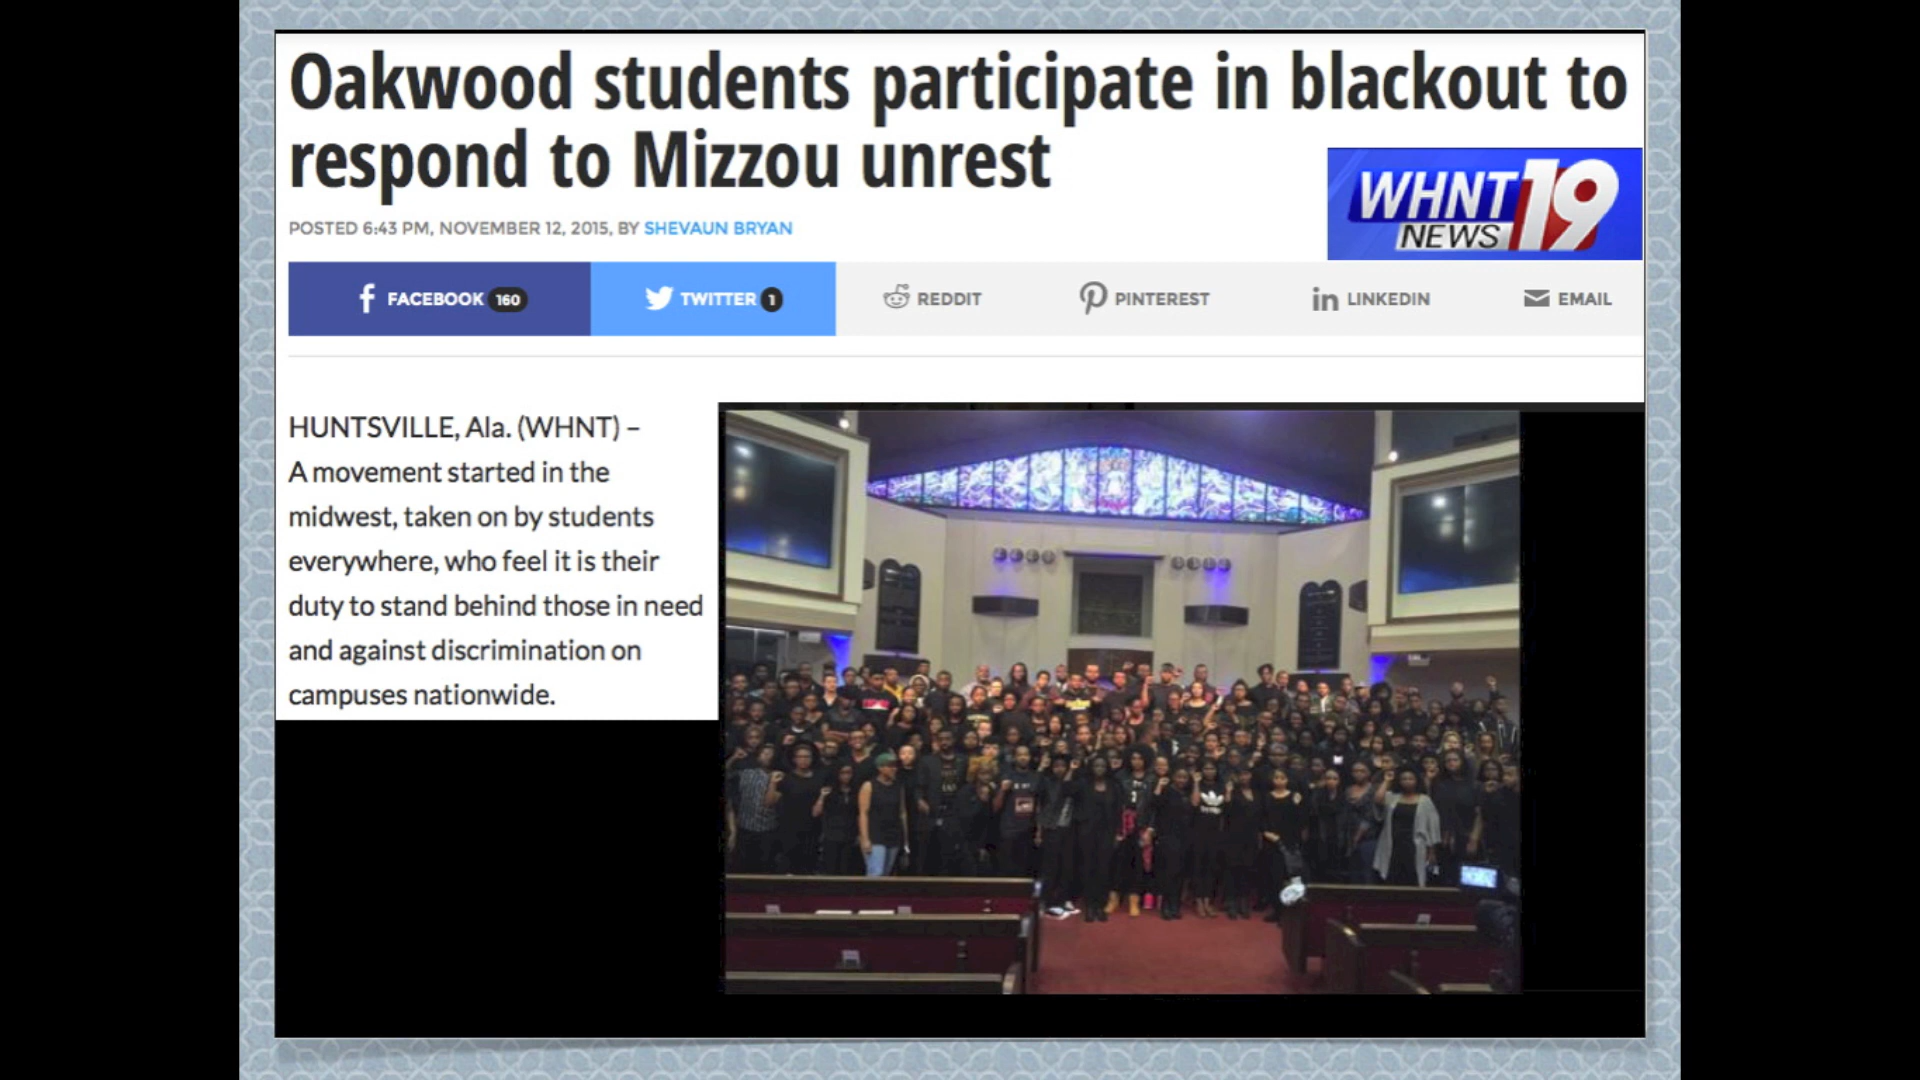 Oakwood students participate in blackout to
respond to Mizzou unrest
WHNT 19
NEWS
POSTED 6:43 PM, NOVEMBER 12, 2015, BY SHEVAUN BRYAN
FACEBOOK 160
TWITTER 1
REDDIT
PINTEREST
LINKEDIN
EMAIL
HUNTSVILLE, Ala. (WHNT) –
A movement started in the
midwest, taken on by students
everywhere, who feel it is their
duty to stand behind those in need
and against discrimination on
campuses nationwide.